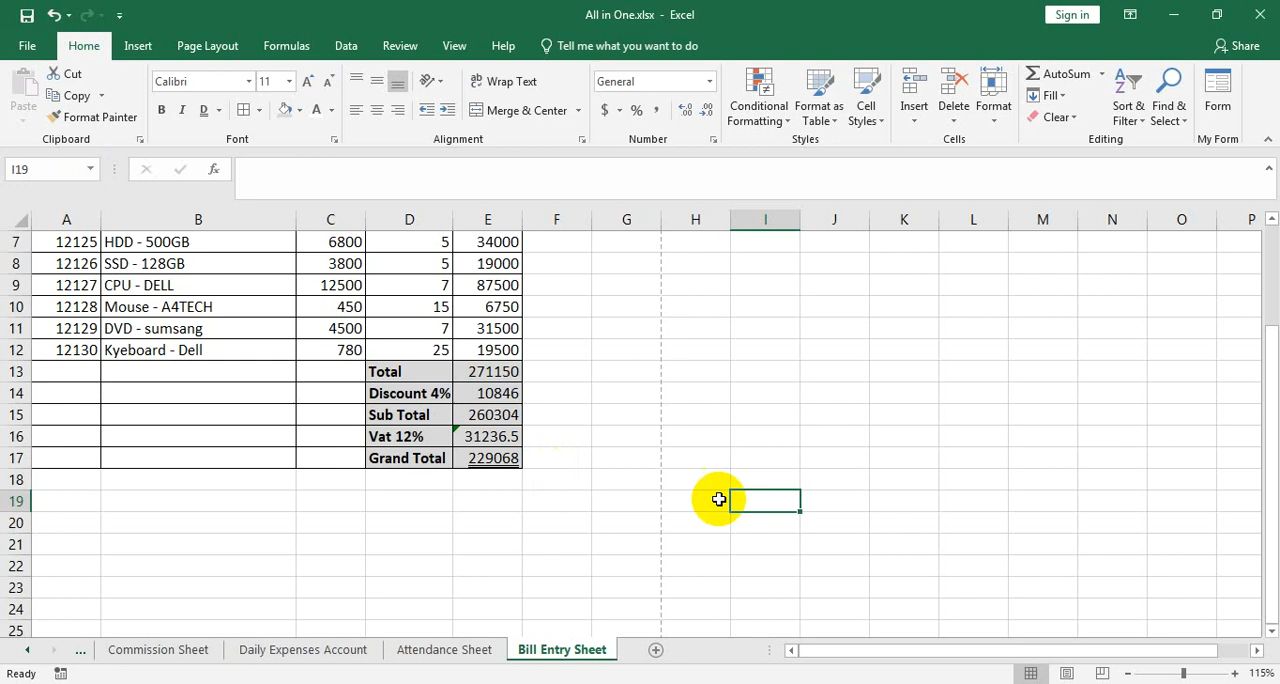 All in One.xlsx - Excel
Sign in
File Home Insert Page Layout Formulas Data Review View Help Tell me what you want to do Share
Paste
Cut
Copy
Format Painter
Clipboard
Calibri 11
B I D
A A
A
Font
Wrap Text
Merge & Center
Alignment
General
$ % ,
Number
Conditional Formatting
Format as Table
Cell Styles
Styles
Insert Delete Format
Cells
AutoSum
Fill
Clear
Sort & Filter
Find & Select
Editing
Form
My Form
I19 fx
A B C D E F G H I J K L M N O P
7 12125 HDD - 500GB 6800 5 34000
8 12126 SSD - 128GB 3800 5 19000
9 12127 CPU - DELL 12500 7 87500
10 12128 Mouse - A4TECH 450 15 6750
11 12129 DVD - sumsang 4500 7 31500
12 12130 Kyeboard - Dell 780 25 19500
13 Total 271150
14 Discount 4% 10846
15 Sub Total 260304
16 Vat 12% 31236.5
17 Grand Total 229068
18
19
20
21
22
23
24
25
... Commission Sheet Daily Expenses Account Attendance Sheet Bill Entry Sheet
Ready 115%